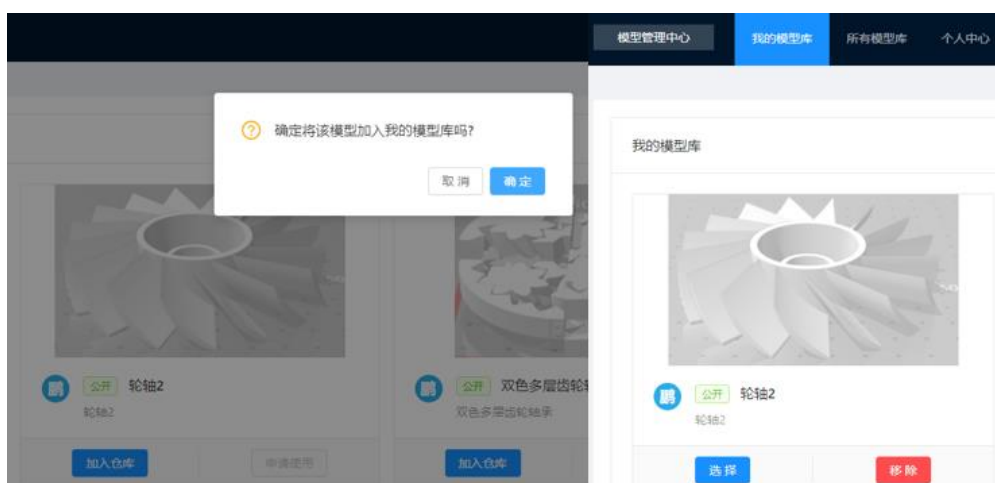 确定将该模型加入我的模型库吗?
取 消
确 定
鹏
公开
轮轴2
轮轴2
加入仓库
申请使用
公开
双色多层齿轮
双色多层齿轮轴承
鹏
加入仓库
模型管理中心
我的模型库
所有模型库
个人中心
我的模型库
鹏
公开
轮轴2
轮轴2
选 择
移 除